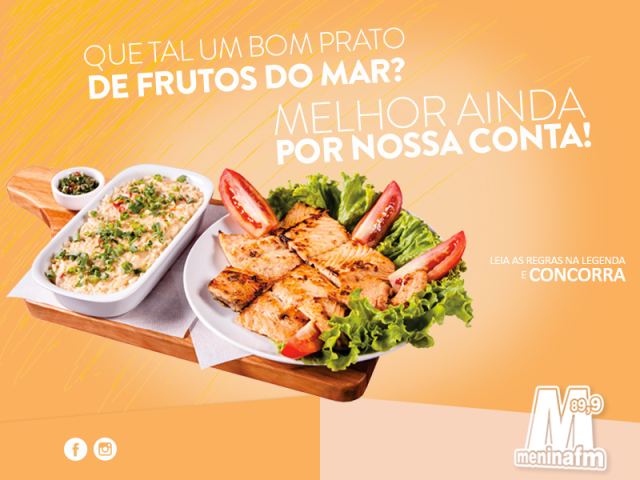 QUE TAL UM BOM PRATO
DE FRUTOS DO MAR?
MELHOR AINDA
POR NOSSA CONTA!
LEIA AS REGRAS NA LEGENDA
E CONCORRA
M 89,9
meninafm